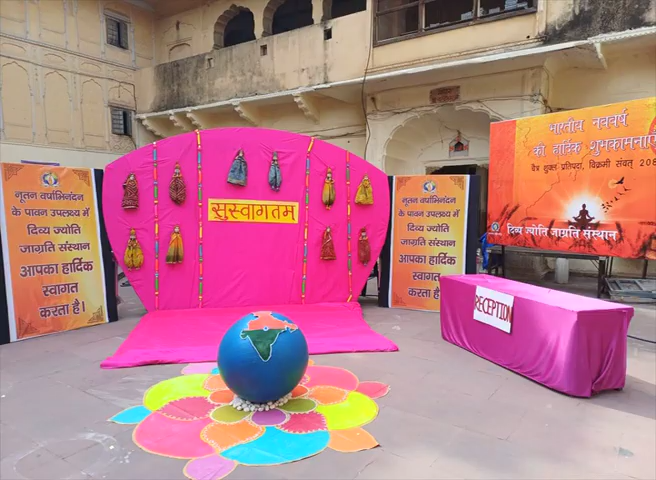 नूतन वर्षाभिनंदन
के पावन उपलक्ष्य में
दिव्य ज्योति
जाग्रति संस्थान
आपका हार्दिक
स्वागत
करता है।
सुस्वागतम
नूतन वर्षाभिनंदन
के पावन उपलक्ष्य में
दिव्य ज्योति
जाग्रति संस्थान
आपका हार्दिक
स्वागत
करता है
भारतीय नववर्ष
की हार्दिक शुभकामनाएं
चैत्र शुक्ल प्रतिपदा, विक्रमी संवत् 208
दिव्य ज्योति जाग्रति संस्थान
RECEPTION